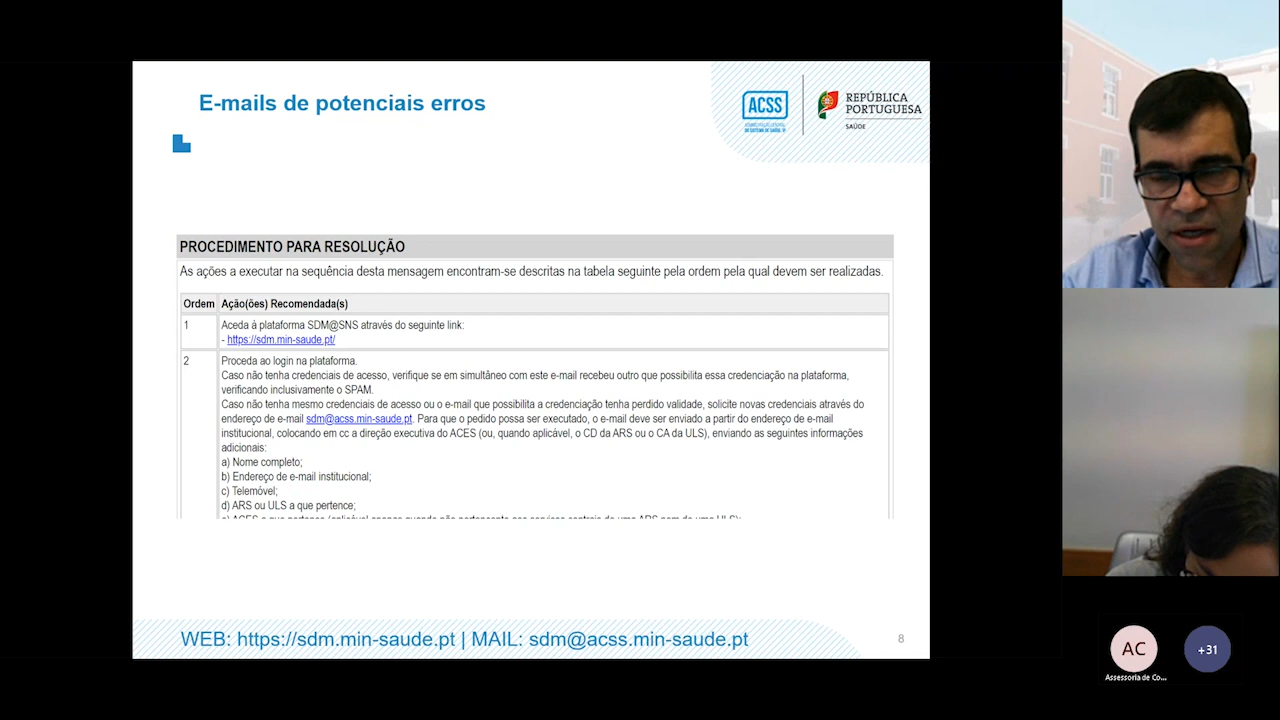 E-mails de potenciais erros
ACSS
REPÚBLICA
PORTUGUESA
SAÚDE
PROCEDIMENTO PARA RESOLUÇÃO
As ações a executar na sequência desta mensagem encontram-se descritas na tabela seguinte pela ordem pela qual devem ser realizadas.
Ordem Ação(ões) Recomendada(s)
1 Aceda à plataforma SDM@SNS através do seguinte link:
- https://sdm.min-saude.pt/
2 Proceda ao login na plataforma.
Caso não tenha credenciais de acesso, verifique se em simultâneo com este e-mail recebeu outro que possibilita essa credenciação na plataforma,
verificando inclusivamente o SPAM.
Caso não tenha mesmo credenciais de acesso ou o e-mail que possibilita a credenciação tenha perdido validade, solicite novas credenciais através do
endereço de e-mail sdm@acss.min-saude.pt. Para que o pedido possa ser executado, o e-mail deve ser enviado a partir do endereço de e-mail
institucional, colocando em cc a direção executiva do ACES (ou, quando aplicável, o CD da ARS ou o CA da ULS), enviando as seguintes informações
adicionais:
a) Nome completo;
b) Endereço de e-mail institucional;
c) Telemóvel;
d) ARS ou ULS a que pertence;
WEB: https://sdm.min-saude.pt | MAIL: sdm@acss.min-saude.pt
8
AC
+31
Assessoria de Co...